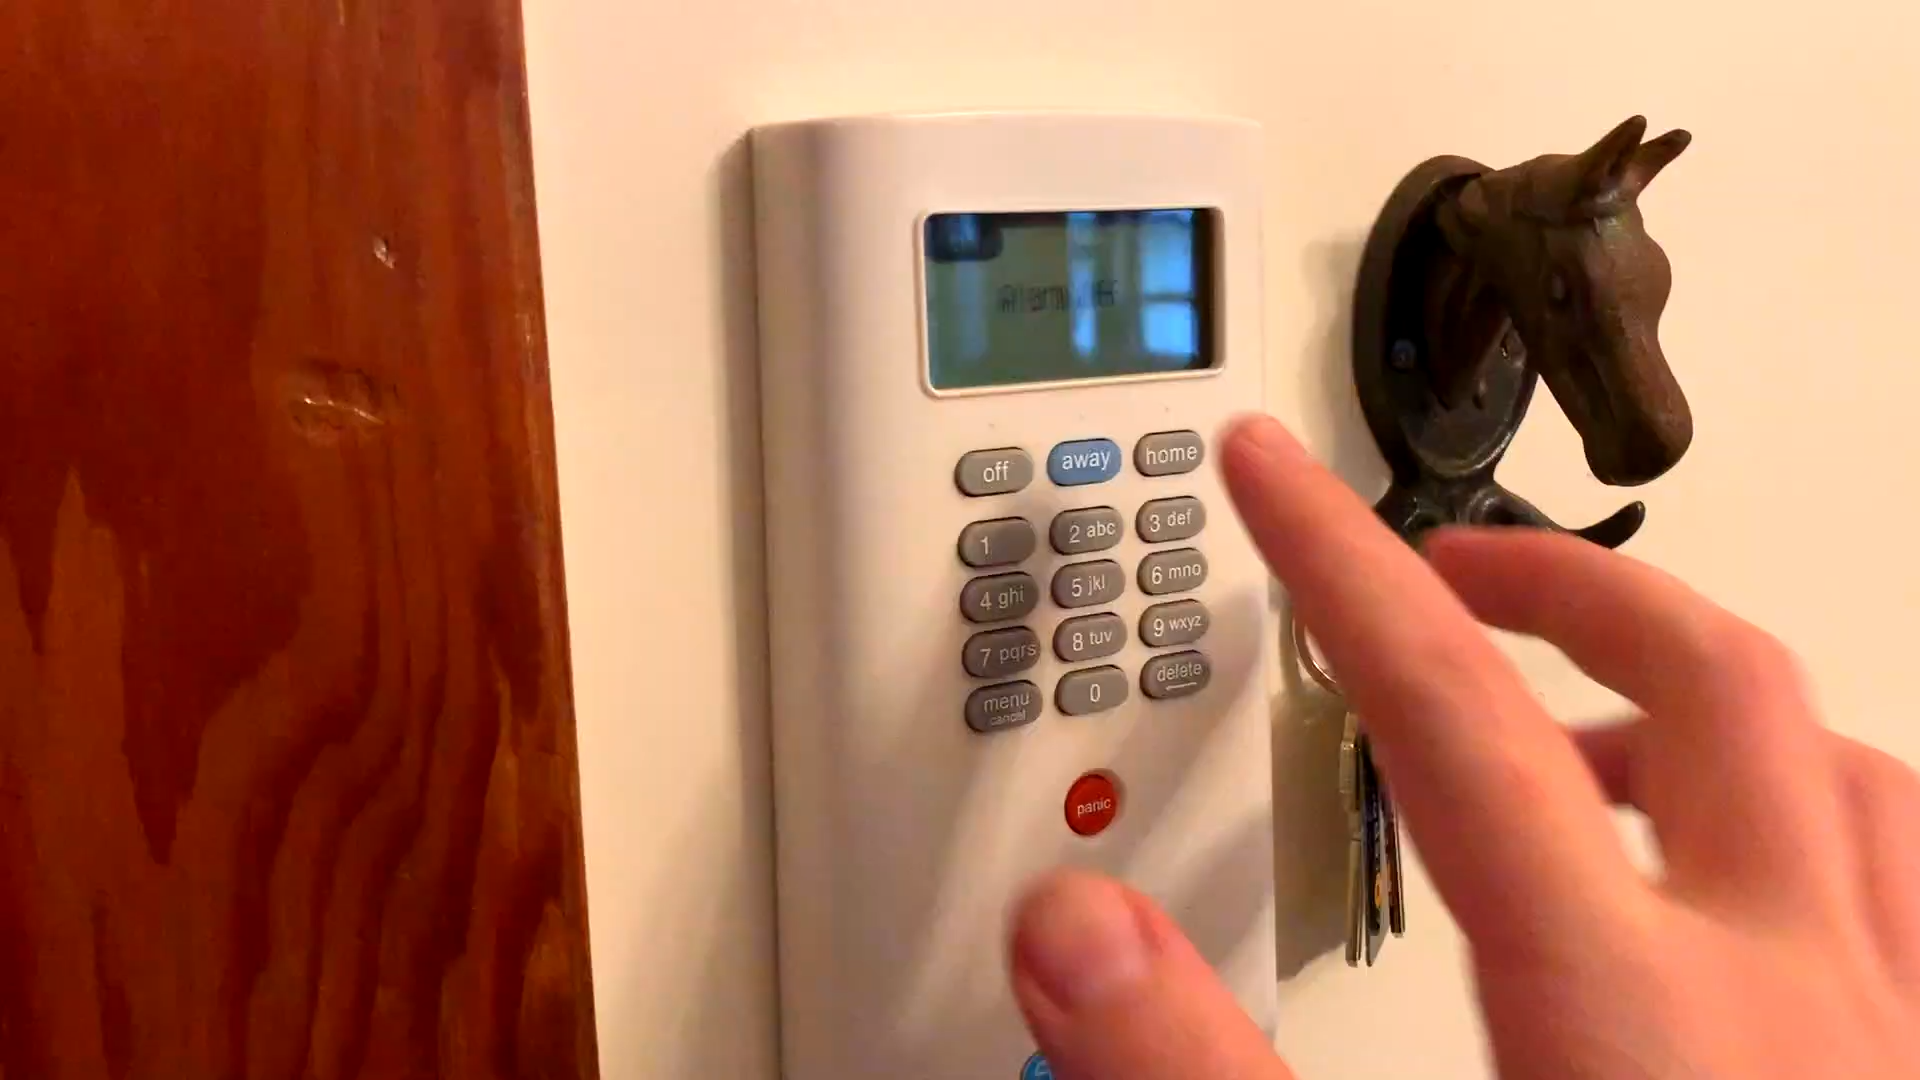 off away home
1 2 abc 3 def
4 ghi 5 jkl 6 mno
7 pqrs 8 tuv 9 wxyz
menu 0 delete
cancel
panic